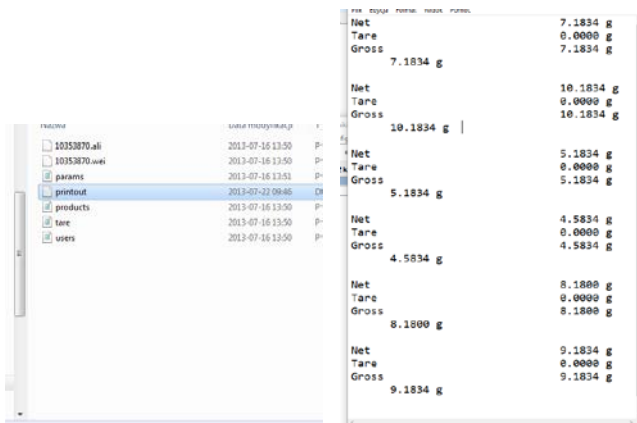 Nazwa Data modyfikacji
10353870.ali 2013-07-16 13:50
10353870.wei 2013-07-16 13:50
params 2013-07-16 13:51
printout 2013-07-22 09:46
products 2013-07-16 13:50
tare 2013-07-16 13:50
users 2013-07-16 13:50
Plik Edycja Format Widok Pomoc
Net 7.1834 g
Tare 0.0000 g
Gross 7.1834 g
7.1834 g
Net 10.1834 g
Tare 0.0000 g
Gross 10.1834 g
10.1834 g
Net 5.1834 g
Tare 0.0000 g
Gross 5.1834 g
5.1834 g
Net 4.5834 g
Tare 0.0000 g
Gross 4.5834 g
4.5834 g
Net 8.1800 g
Tare 0.0000 g
Gross 8.1800 g
8.1800 g
Net 9.1834 g
Tare 0.0000 g
Gross 9.1834 g
9.1834 g